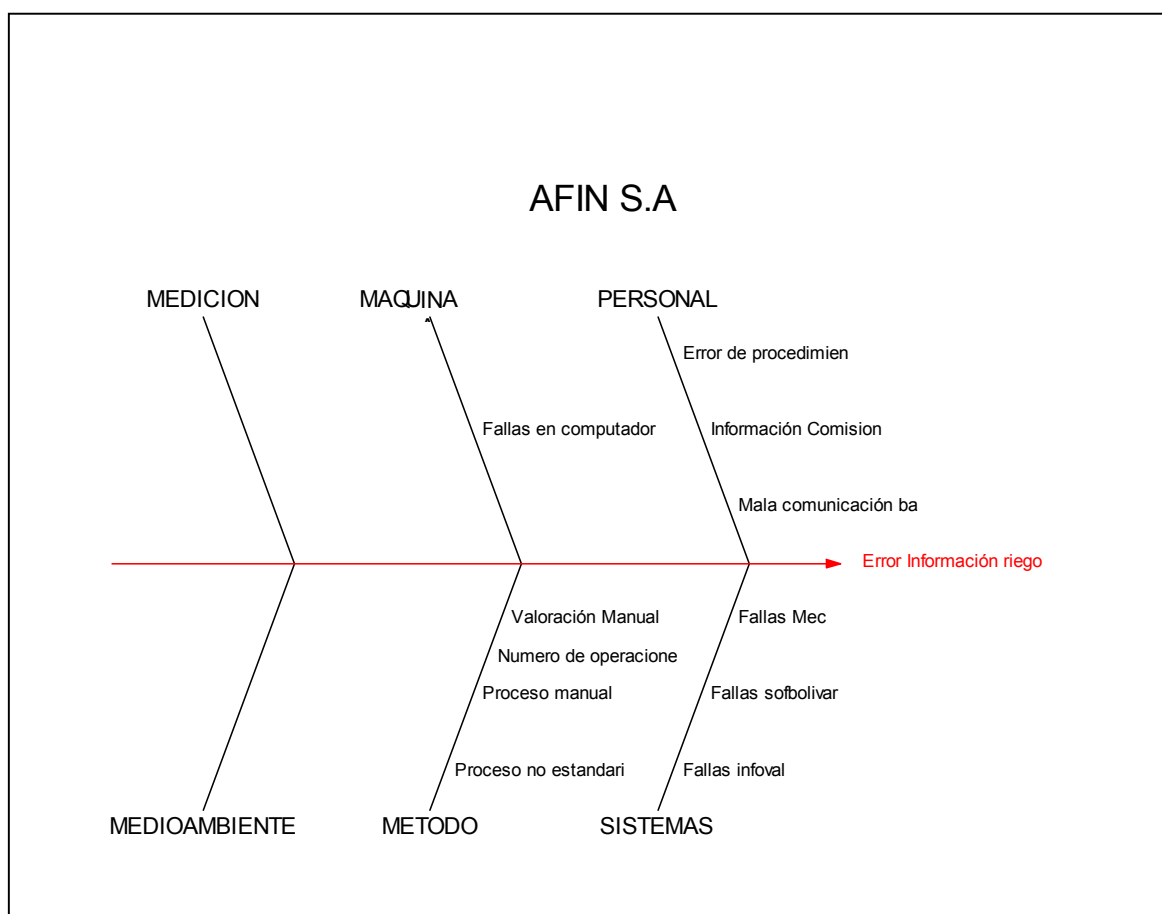 AFIN S.A
MEDICION
MAQUINA
PERSONAL
Error de procedimien
Fallas en computador
Información Comision
Mala comunicación ba
Error Información riego
Valoración Manual
Fallas Mec
Numero de operacione
Proceso manual
Fallas sofbolivar
Proceso no estandari
Fallas infoval
MEDIOAMBIENTE
METODO
SISTEMAS